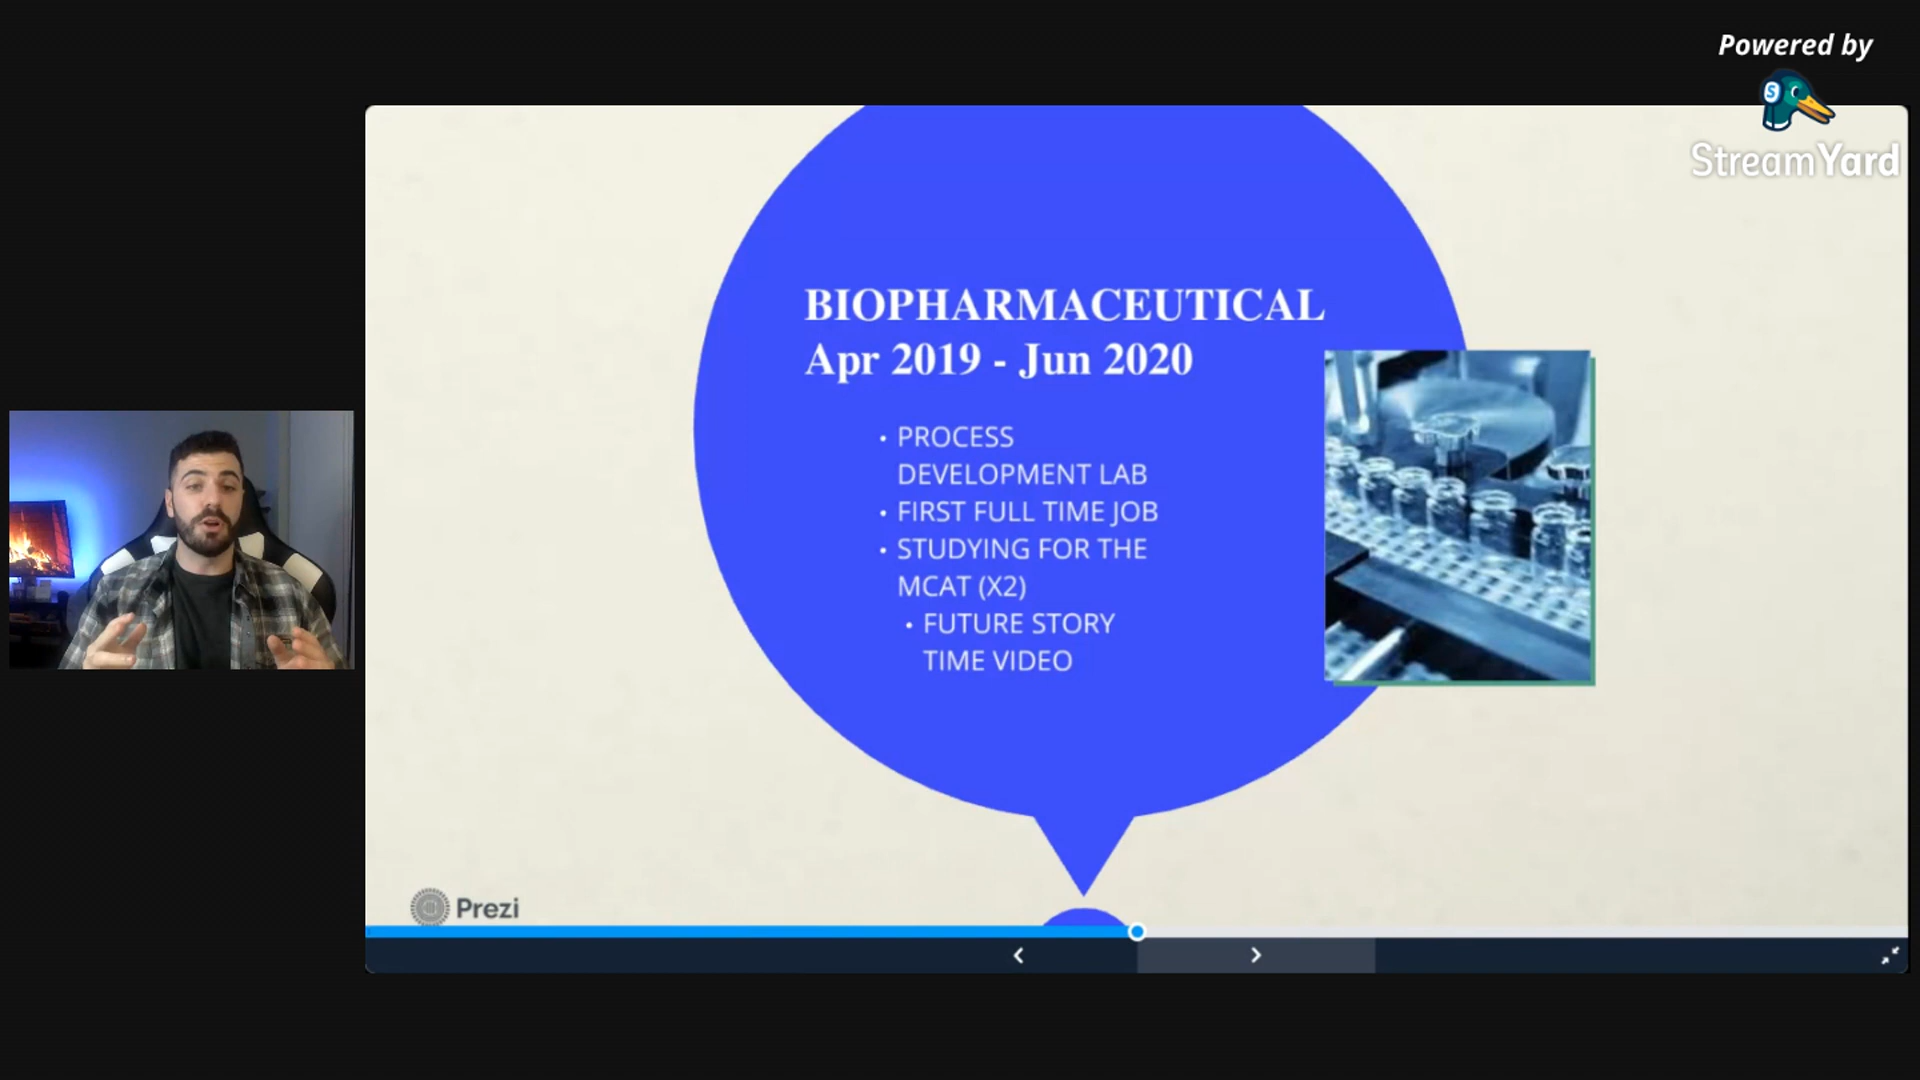 Powered by
S
StreamYard
BIOPHARMACEUTICAL
Apr 2019 - Jun 2020
• PROCESS
DEVELOPMENT LAB
• FIRST FULL TIME JOB
• STUDYING FOR THE
MCAT (X2)
• FUTURE STORY
TIME VIDEO
Prezi